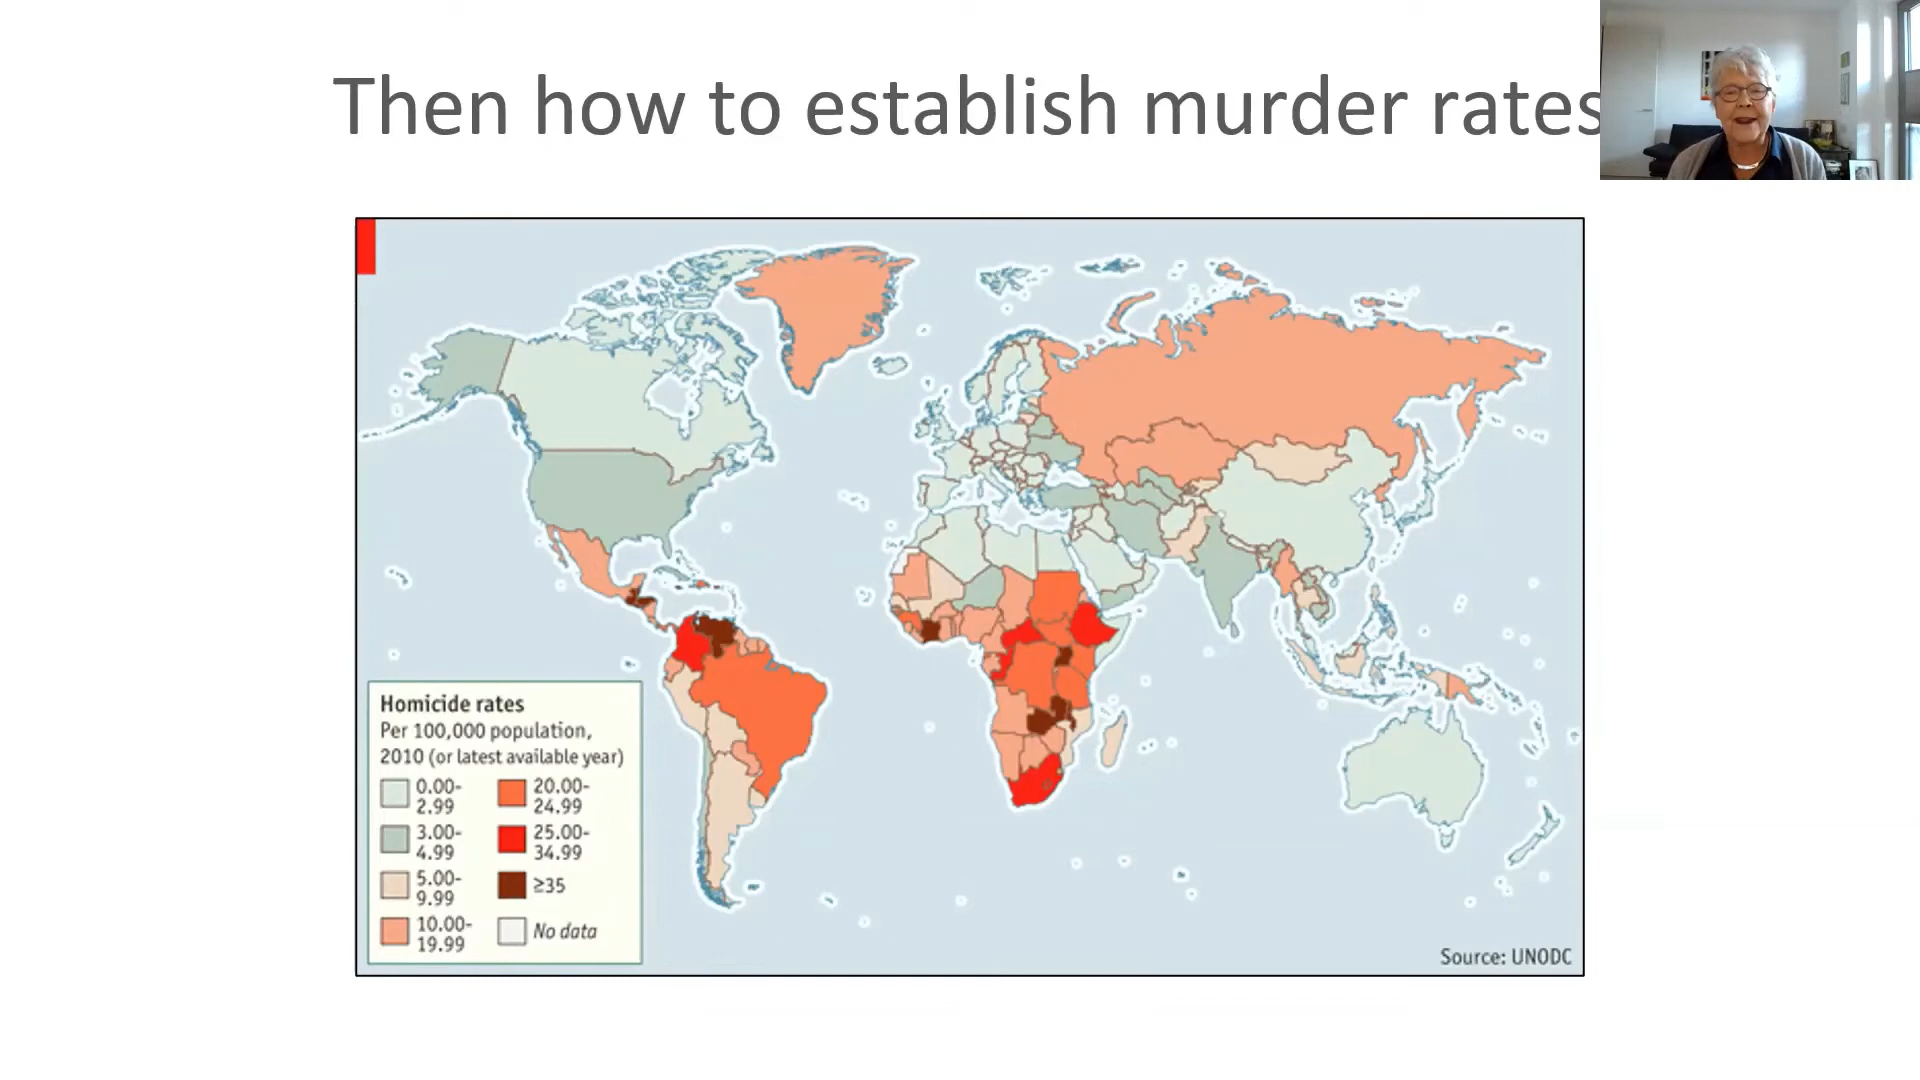 Then how to establish murder rates
Homicide rates
Per 100,000 population,
2010 (or latest available year)
0.00-
2.99
3.00-
4.99
5.00-
9.99
10.00-
19.99
20.00-
24.99
25.00-
34.99
≥35
No data
Source: UNODC